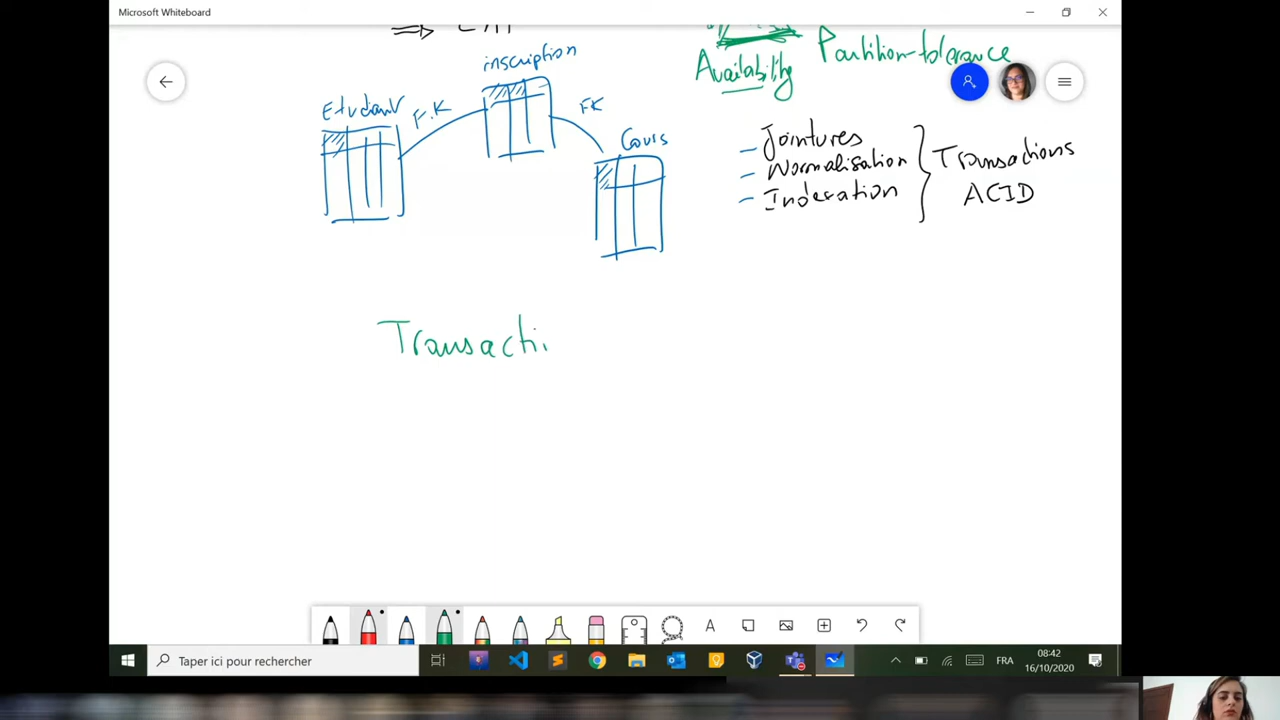 Microsoft Whiteboard
Partition-tolerance
Availability
inscription
Etudiant
F.K
FK
Cours
- Jointures
- Normalisation
- Indexation
Transactions
ACID
Transacti
A
Taper ici pour rechercher
FRA
08:42
16/10/2020